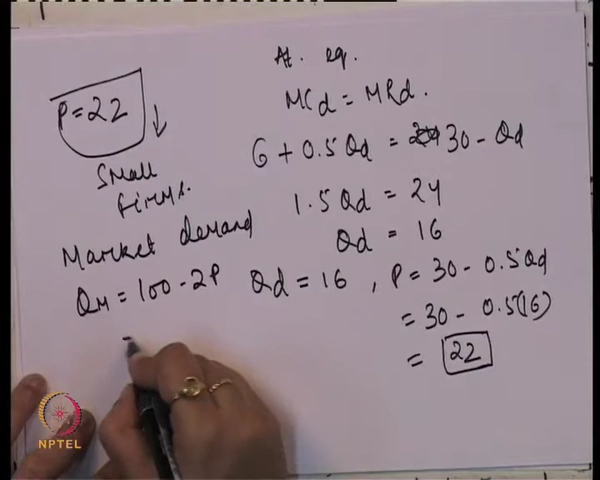 At. eq.
MCd = MRd.
6 + 0.5Qd = 30 - Qd
1.5Qd = 24
Qd = 16
Qd = 16 , P = 30 - 0.5Qd
= 30 - 0.5(16)
= 22
P = 22
Small
firms.
Market demand
QM = 100 - 2P
=
NPTEL